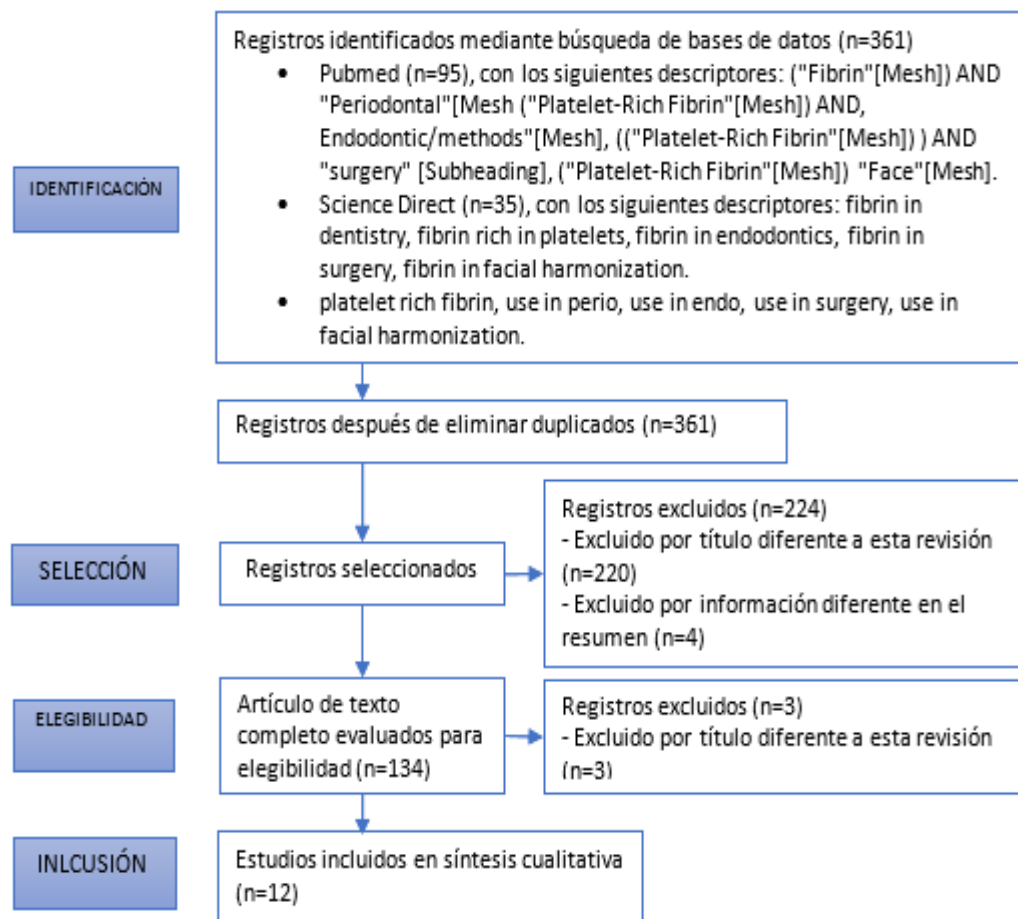 Registros identificados mediante búsqueda de bases de datos (n=361)
• Pubmed (n=95), con los siguientes descriptores: ("Fibrin"[Mesh]) AND
"Periodontal"[Mesh ("Platelet-Rich Fibrin"[Mesh]) AND,
Endodontic/methods"[Mesh], (("Platelet-Rich Fibrin"[Mesh]) ) AND
"surgery" [Subheading], ("Platelet-Rich Fibrin"[Mesh]) "Face"[Mesh].
• Science Direct (n=35), con los siguientes descriptores: fibrin in
dentistry, fibrin rich in platelets, fibrin in endodontics, fibrin in
surgery, fibrin in facial harmonization.
• platelet rich fibrin, use in perio, use in endo, use in surgery, use in
facial harmonization.
IDENTIFICACIÓN
Registros después de eliminar duplicados (n=361)
SELECCIÓN
Registros seleccionados
Registros excluidos (n=224)
- Excluido por título diferente a esta revisión
(n=220)
- Excluido por información diferente en el
resumen (n=4)
ELEGIBILIDAD
Artículo de texto
completo evaluados para
elegibilidad (n=134)
Registros excluidos (n=3)
- Excluido por título diferente a esta revisión
(n=3)
INLCUSIÓN
Estudios incluidos en síntesis cualitativa
(n=12)